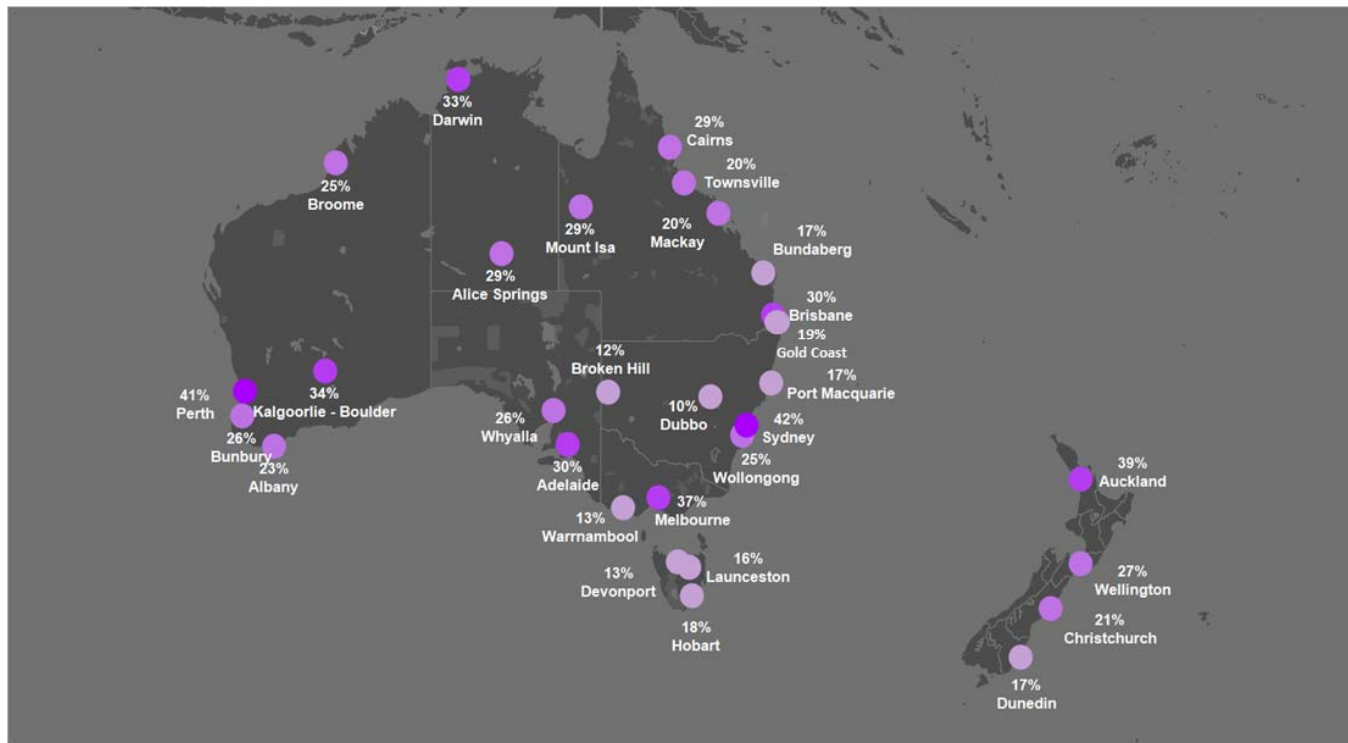 33%
Darwin
29%
Cairns
25%
Broome
20%
Townsville
29%
Mount Isa
20%
Mackay
17%
Bundaberg
29%
Alice Springs
30%
Brisbane
19%
Gold Coast
12%
Broken Hill
17%
Port Macquarie
41%
Perth
34%
Kalgoorlie - Boulder
10%
Dubbo
42%
Sydney
26%
Whyalla
26%
Bunbury
23%
Albany
30%
Adelaide
25%
Wollongong
39%
Auckland
13%
Warrnambool
37%
Melbourne
13%
Devonport
16%
Launceston
27%
Wellington
18%
Hobart
21%
Christchurch
17%
Dunedin